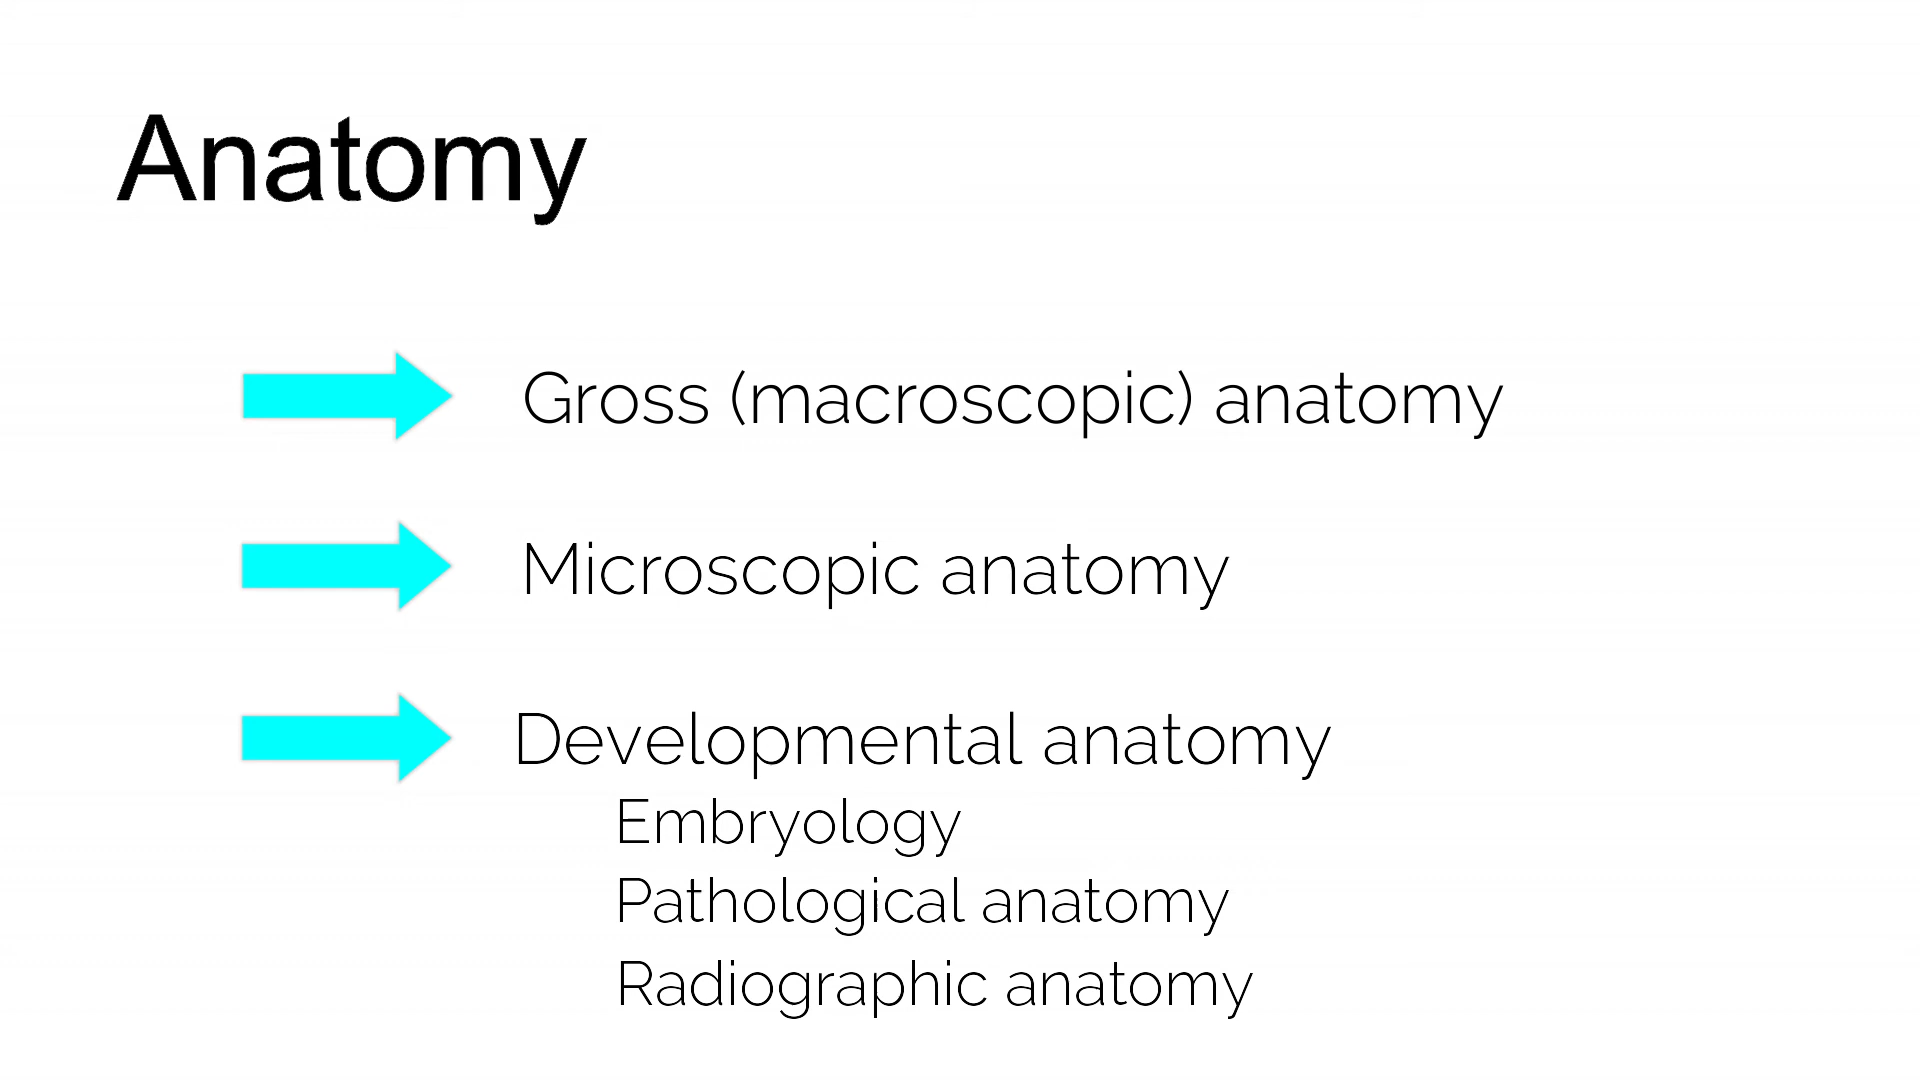 Anatomy
Gross (macroscopic) anatomy
Microscopic anatomy
Developmental anatomy
Embryology
Pathological anatomy
Radiographic anatomy